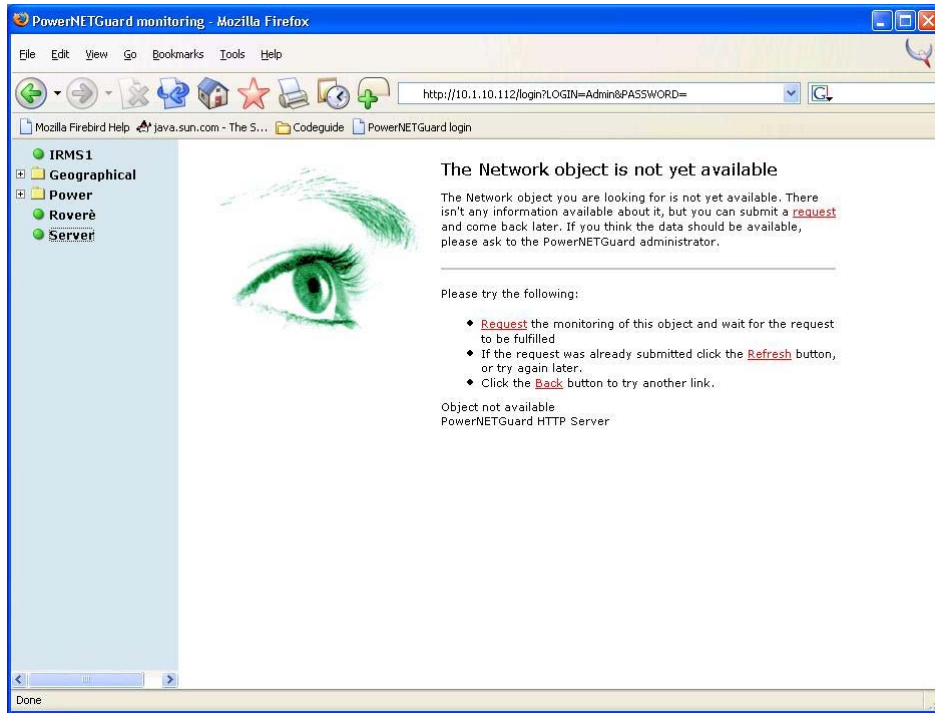 PowerNETGuard monitoring - Mozilla Firefox
File Edit View Go Bookmarks Tools Help
http://10.1.10.112/login?LOGIN=Admin&PASSWORD=
G
Mozilla Firebird Help java.sun.com - The S... Codeguide PowerNETGuard login
IRMS1
Geographical
Power
Roverè
Server
The Network object is not yet available
The Network object you are looking for is not yet available. There
isn't any information available about it, but you can submit a request
and come back later. If you think the data should be available,
please ask to the PowerNETGuard administrator.
Please try the following:
Request the monitoring of this object and wait for the request
to be fulfilled
If the request was already submitted click the Refresh button,
or try again later.
Click the Back button to try another link.
Object not available
PowerNETGuard HTTP Server
Done